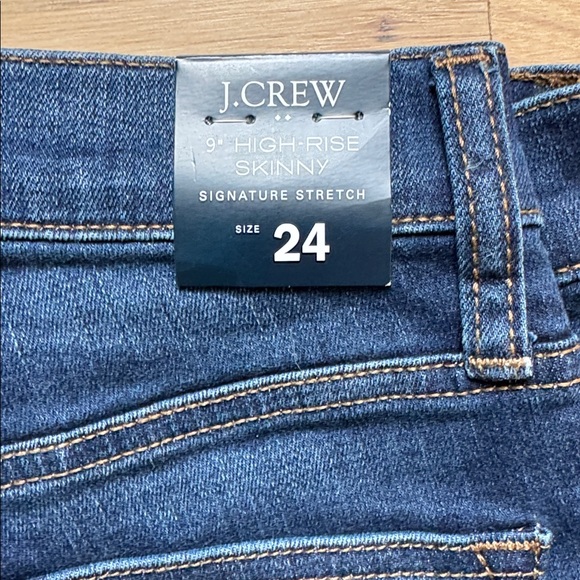 J.CREW
9" HIGH-RISE
SKINNY
SIGNATURE STRETCH
SIZE 24